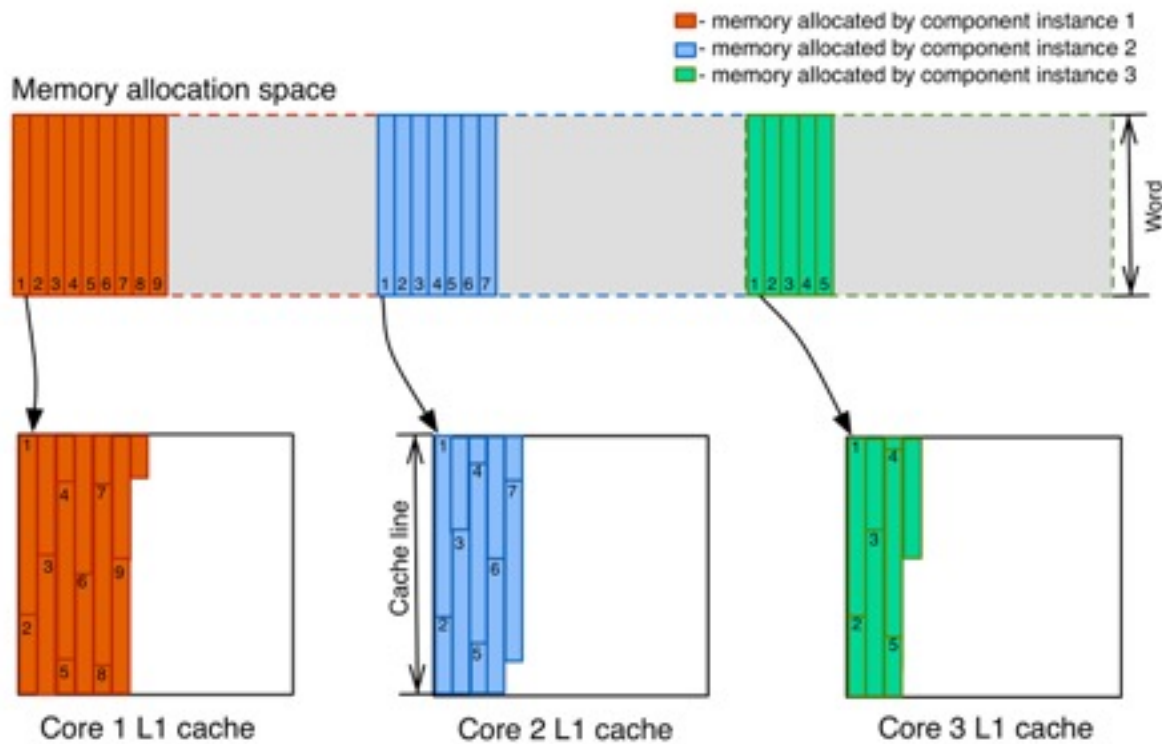 - memory allocated by component instance 1
- memory allocated by component instance 2
- memory allocated by component instance 3
Memory allocation space
1 2 3 4 5 6 7 8 9
1 2 3 4 5 6 7
1 2 3 4 5
Word
1
4
7
3
9
6
2
5
8
1
4
7
3
6
2
5
Cache line
1
4
3
2
5
Core 1 L1 cache
Core 2 L1 cache
Core 3 L1 cache